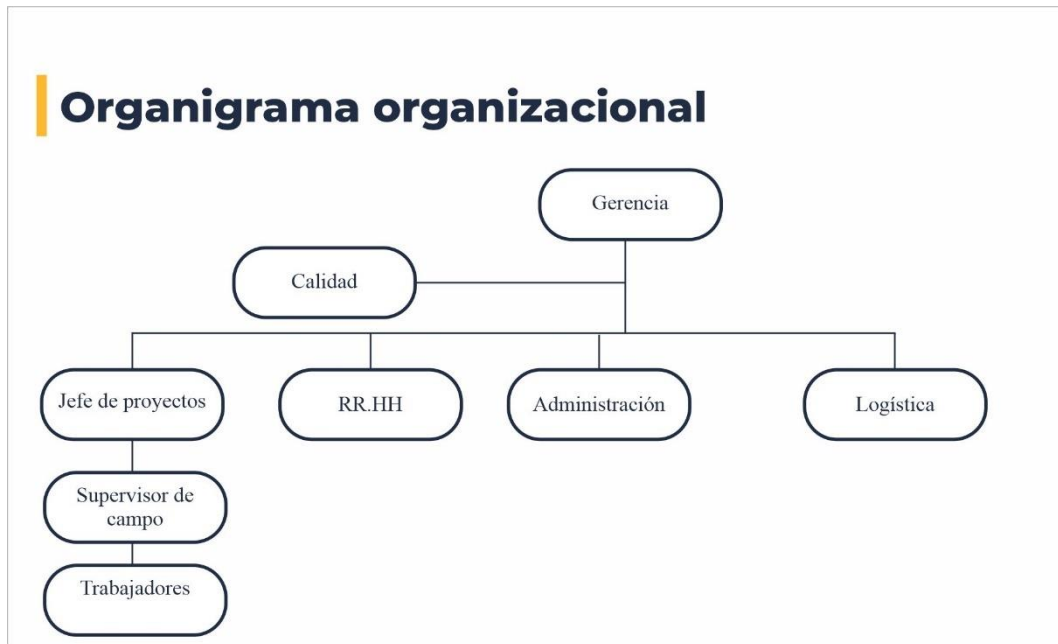 Organigrama organizacional
Gerencia
Calidad
Jefe de proyectos
RR.HH
Administración
Logística
Supervisor de
campo
Trabajadores